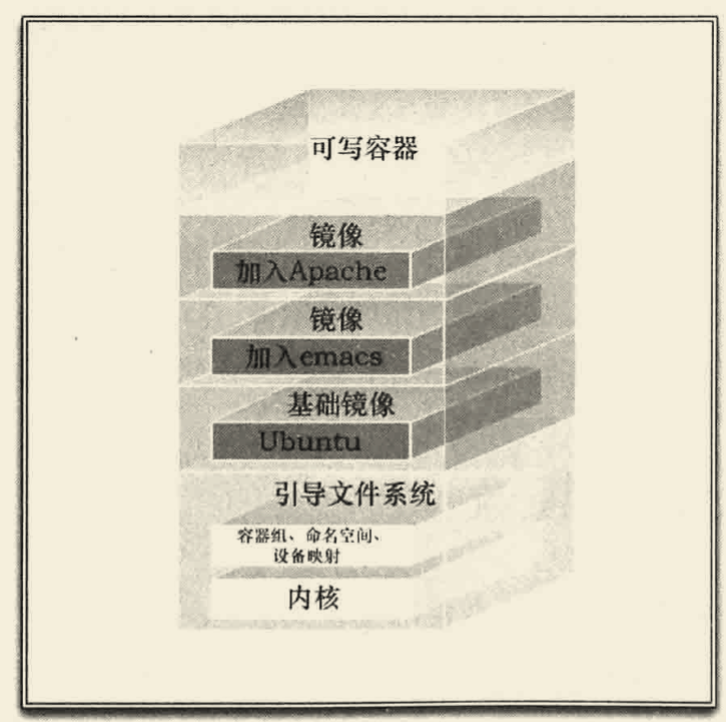 可写容器
镜像
加入Apache
镜像
加入emacs
基础镜像
Ubuntu
引导文件系统
容器组、命名空间、
设备映射
内核